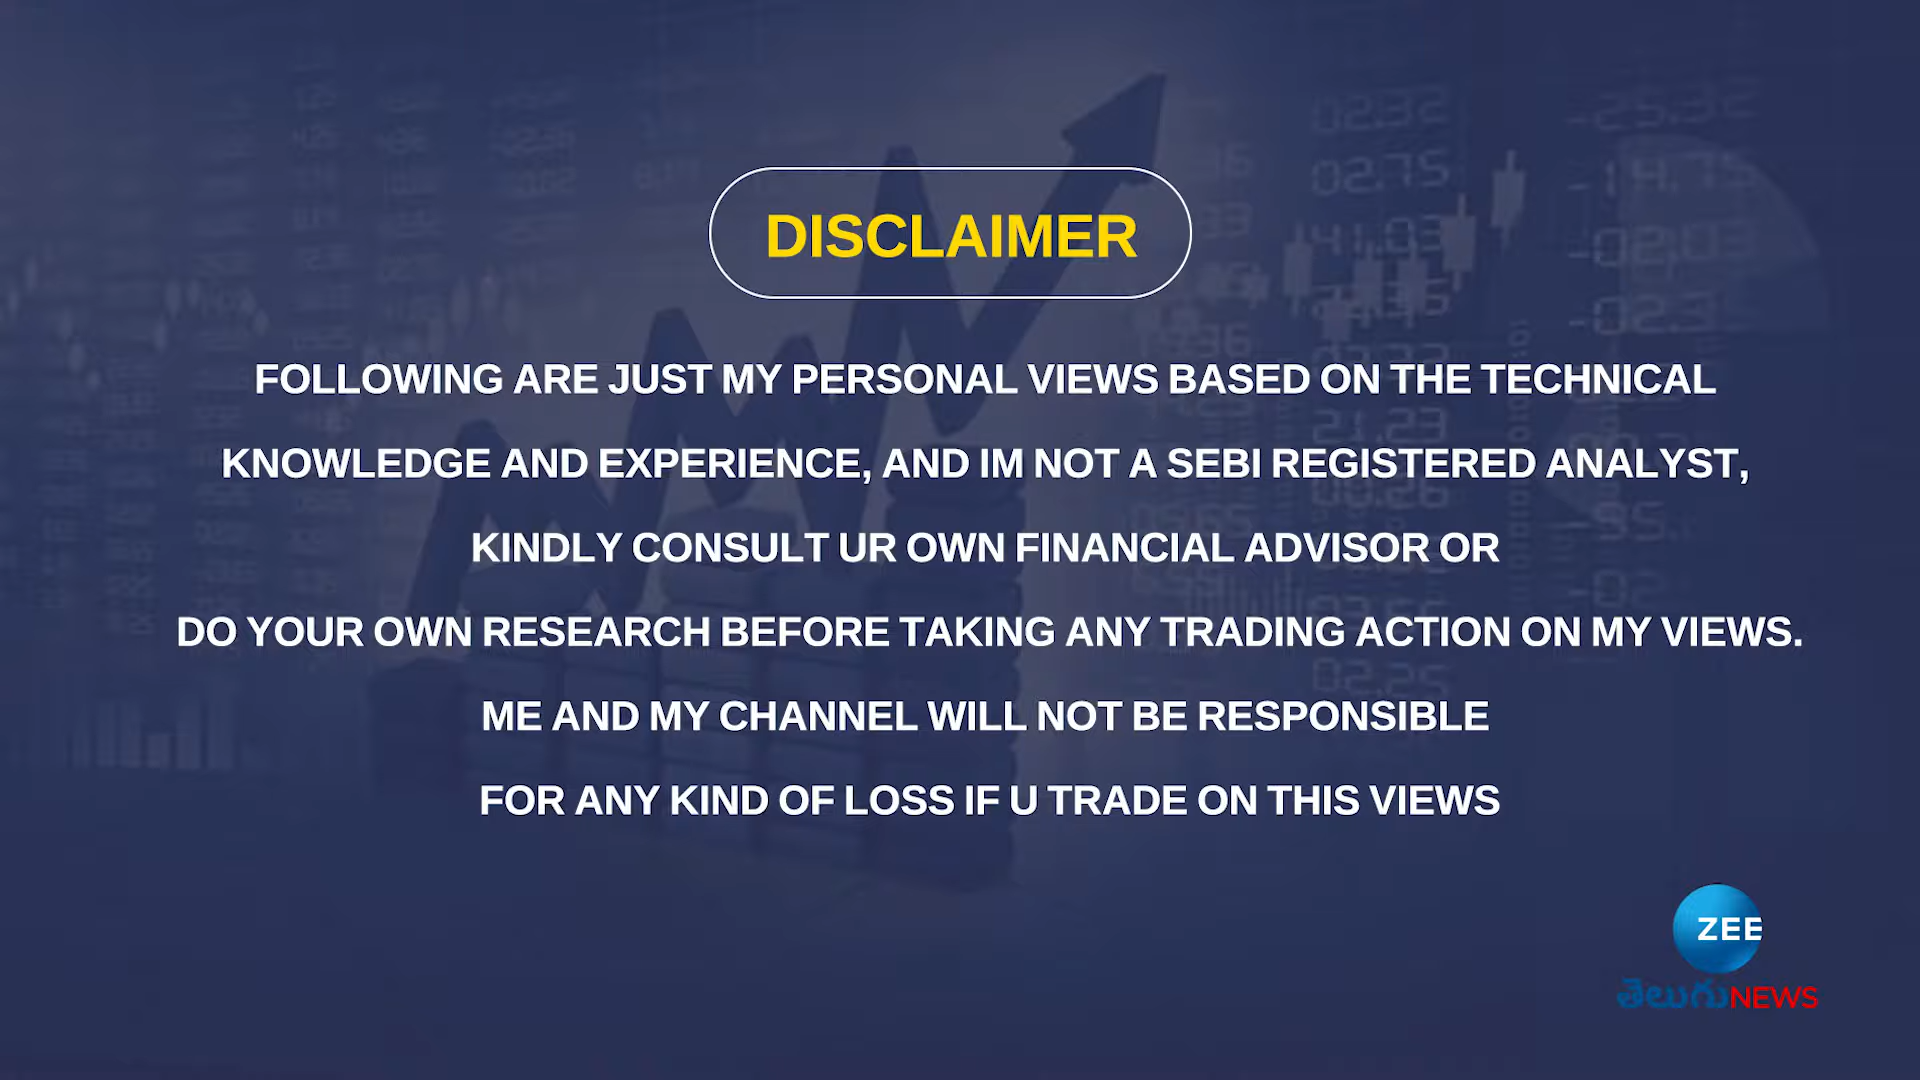 DISCLAIMER
FOLLOWING ARE JUST MY PERSONAL VIEWS BASED ON THE TECHNICAL
KNOWLEDGE AND EXPERIENCE, AND IM NOT A SEBI REGISTERED ANALYST,
KINDLY CONSULT UR OWN FINANCIAL ADVISOR OR
DO YOUR OWN RESEARCH BEFORE TAKING ANY TRADING ACTION ON MY VIEWS.
ME AND MY CHANNEL WILL NOT BE RESPONSIBLE
FOR ANY KIND OF LOSS IF U TRADE ON THIS VIEWS
ZEE
తెలుగు NEWS